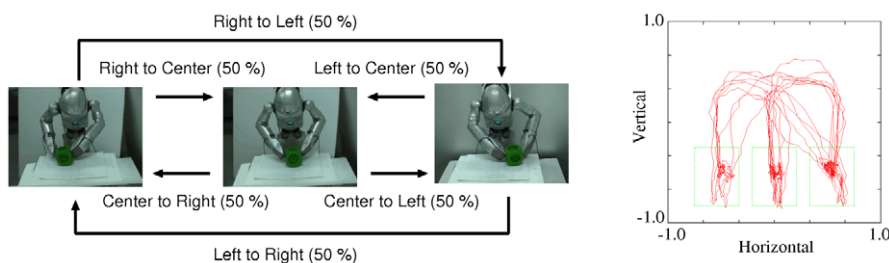 Right to Left (50 %)
Right to Center (50 %)
Left to Center (50 %)
Center to Right (50 %)
Center to Left (50 %)
Left to Right (50 %)
1.0
Vertical
-1.0
-1.0
1.0
Horizontal